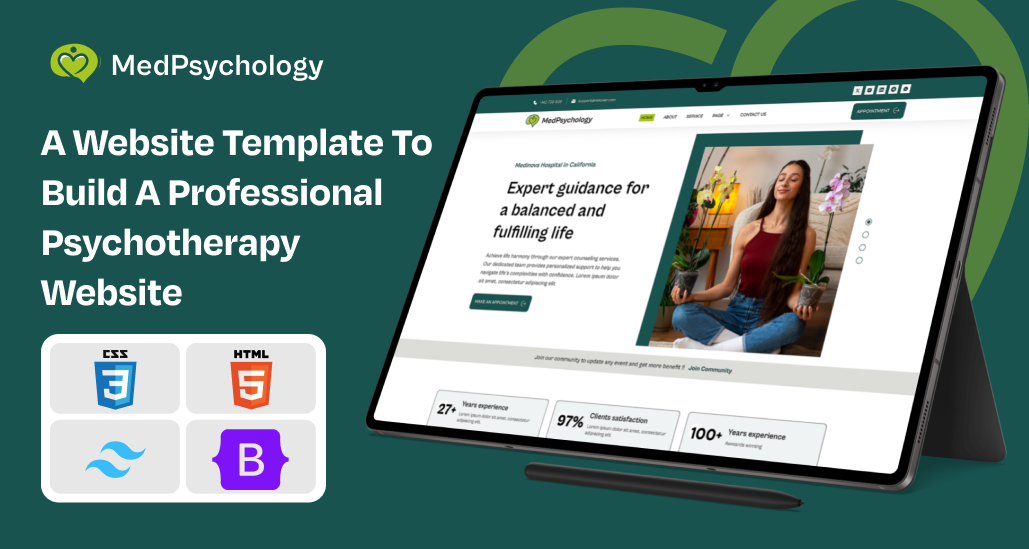 MedPsychology
A Website Template To
Build A Professional
Psychotherapy
Website
CSS
3
HTML
5
B
MedPsychology
HOME ABOUT SERVICE PAGE CONTACT US
APPOINTMENT
Medinova Hospital In California
Expert guidance for
a balanced and
fulfilling life
Achieve life harmony through our expert counseling services.
Our dedicated team provides personalized support to help you
navigate life's complexities with confidence. Lorem ipsum dolor
sit amet, consectetur adipiscing elit
MAKE AN APPOINTMENT
Join our community to update any event and get more benefit !! Join Community
27+ Years experience
Lorem ipsum dolor sit amet, consectetur
adipiscing elit
97% Clients satisfaction
Lorem ipsum dolor sit amet, consectetur
adipiscing elit
100+ Years experience
Awards winning